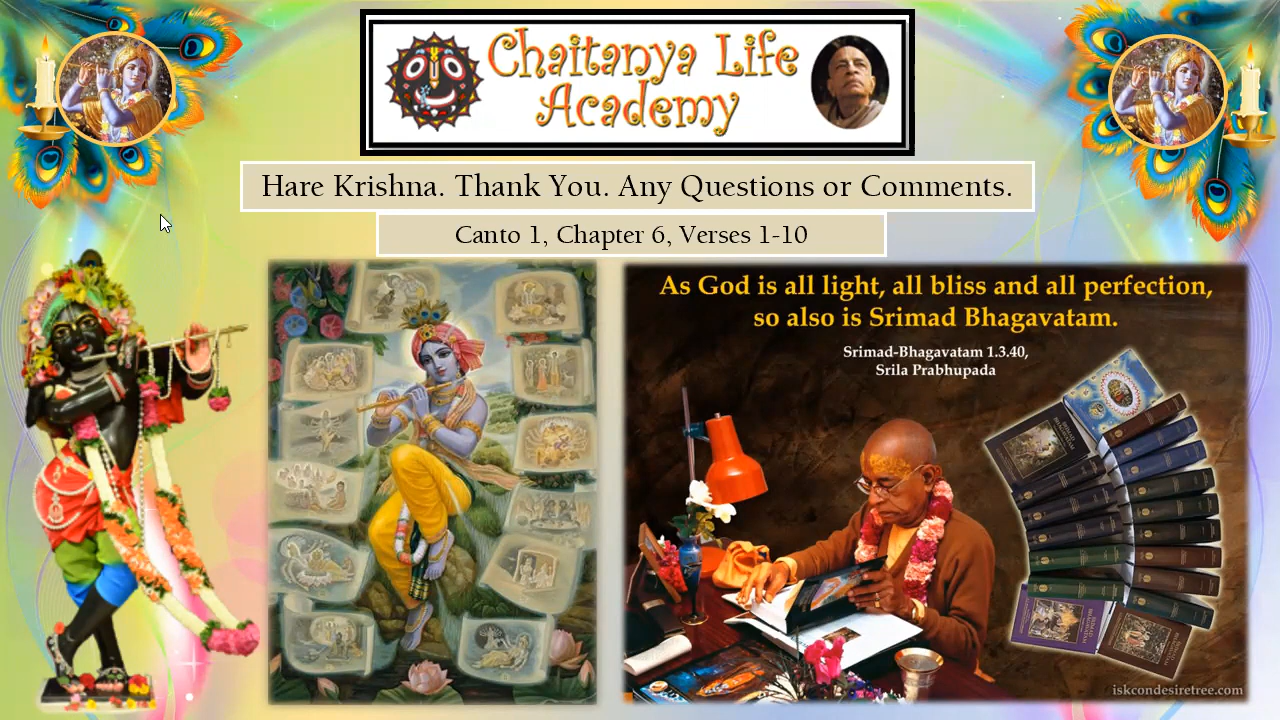 Chaitanya Life
Academy
Hare Krishna. Thank You. Any Questions or Comments.
Canto 1, Chapter 6, Verses 1-10
As God is all light, all bliss and all perfection,
so also is Srimad Bhagavatam.
Srimad-Bhagavatam 1.3.40,
Srila Prabhupada
iskcondesiretree.com